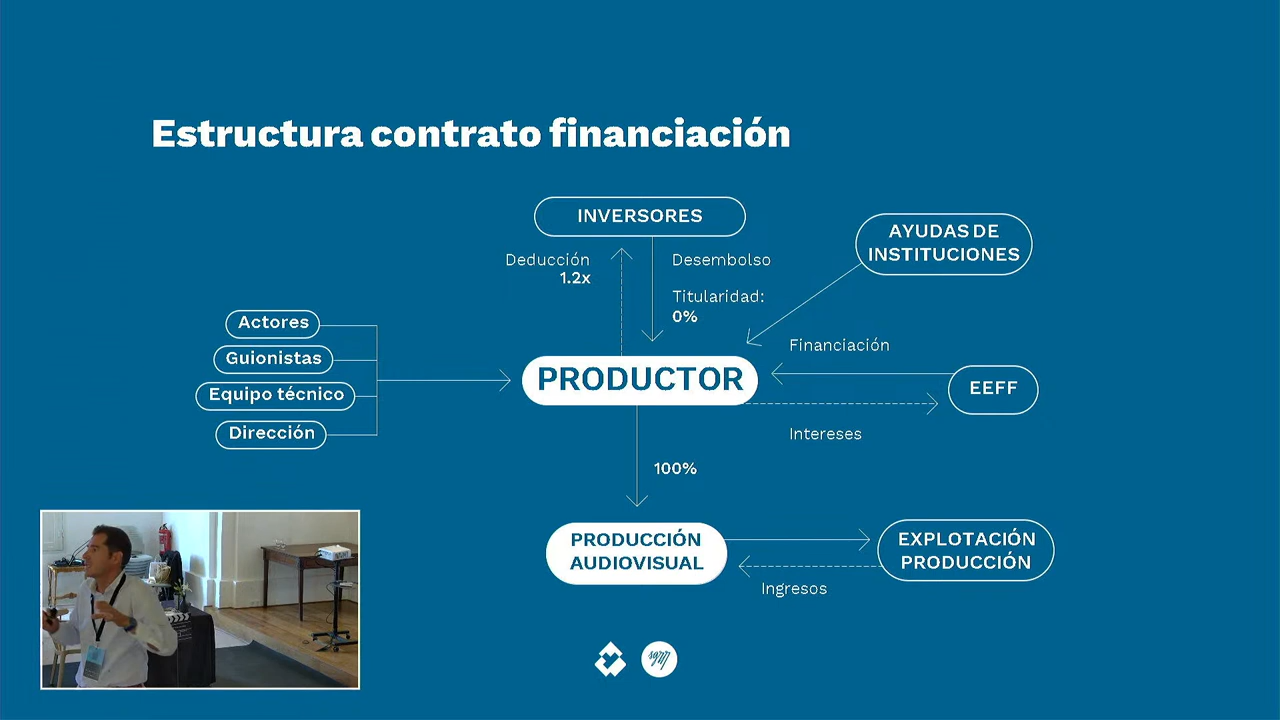 Estructura contrato financiación
INVERSORES
AYUDAS DE
INSTITUCIONES
Deducción
1.2x
Desembolso
Titularidad:
0%
Actores
Guionistas
Equipo técnico
Dirección
PRODUCTOR
Financiación
EEFF
Intereses
100%
PRODUCCIÓN
AUDIOVISUAL
EXPLOTACIÓN
PRODUCCIÓN
Ingresos